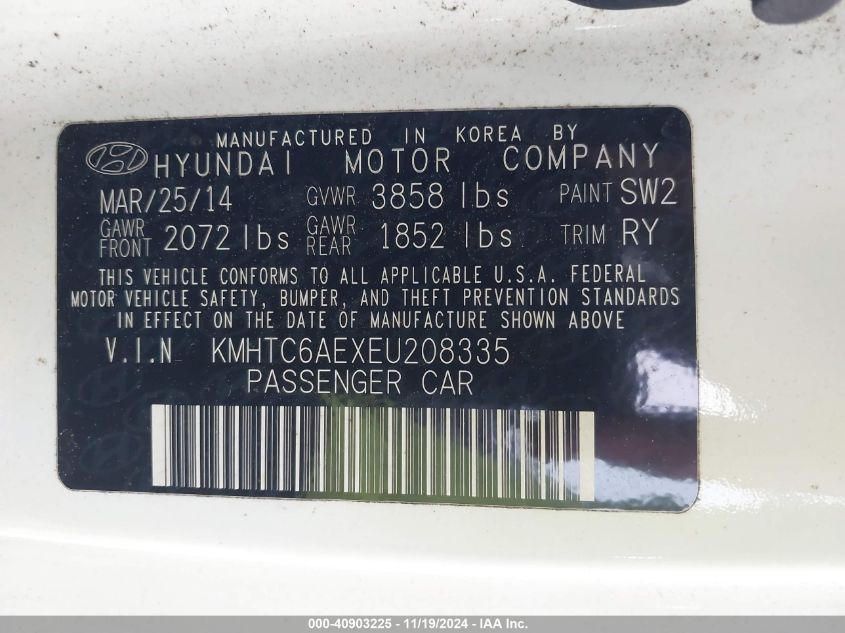 MANUFACTURED IN KOREA BY
HYUNDAI MOTOR COMPANY
MAR/25/14 GVWR 3858 lbs PAINT SW2
GAWR FRONT 2072 lbs GAWR REAR 1852 lbs TRIM RY
THIS VEHICLE CONFORMS TO ALL APPLICABLE U.S.A. FEDERAL
MOTOR VEHICLE SAFETY, BUMPER, AND THEFT PREVENTION STANDARDS
IN EFFECT ON THE DATE OF MANUFACTURE SHOWN ABOVE
V.I.N KMHTC6AEXEU208335
PASSENGER CAR
000-40903225 - 11/19/2024 - IAA Inc.